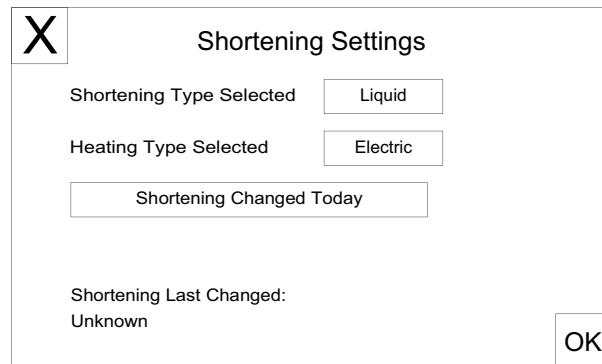 X
Shortening Settings
Shortening Type Selected Liquid
Heating Type Selected Electric
Shortening Changed Today
Shortening Last Changed:
Unknown
OK